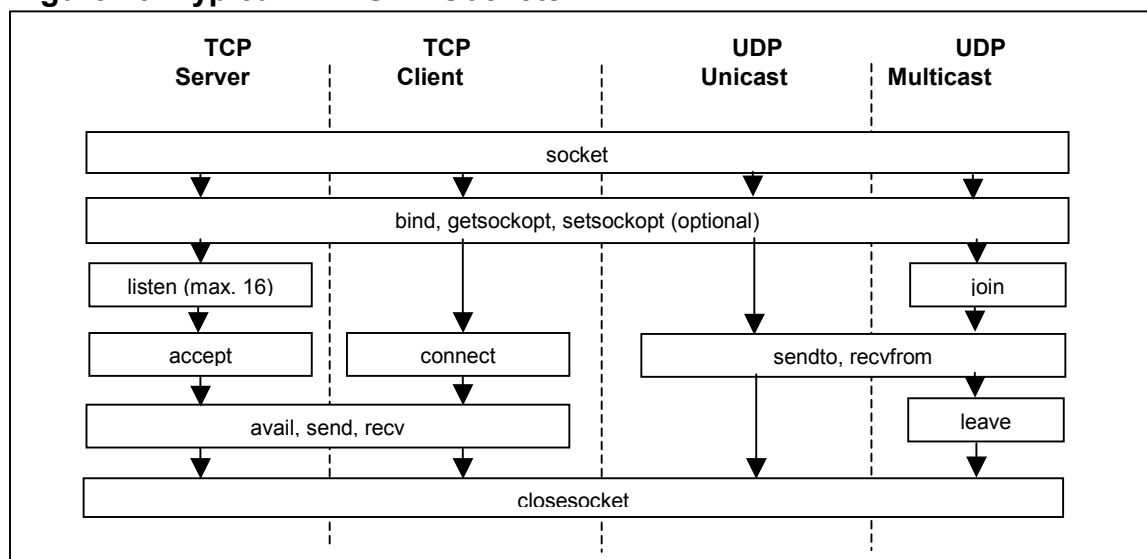 TCP TCP UDP UDP
Server Client Unicast Multicast
socket
bind, getsockopt, setsockopt (optional)
listen (max. 16) join
accept connect sendto, recvfrom
avail, send, recv leave
closesocket